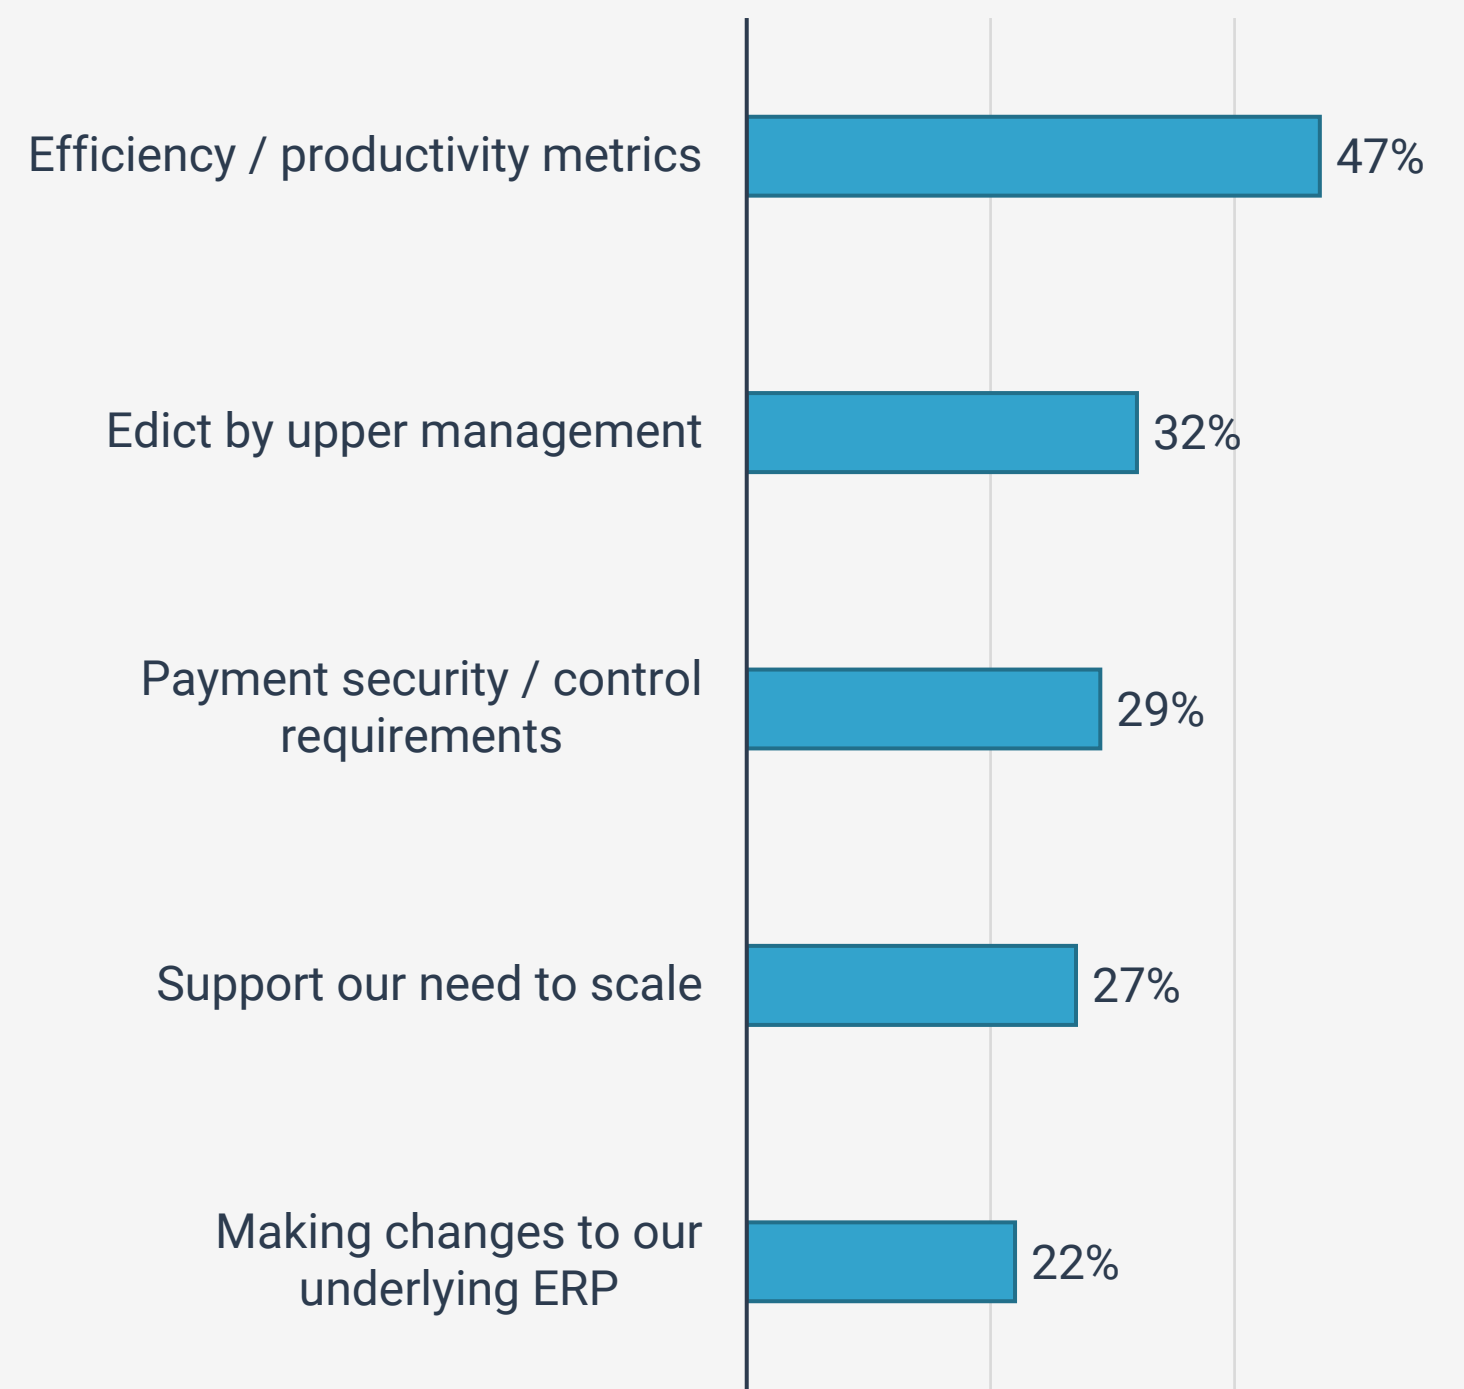 Efficiency / productivity metrics
47%
Edict by upper management
32%
Payment security / control
requirements
29%
Support our need to scale
27%
Making changes to our
underlying ERP
22%